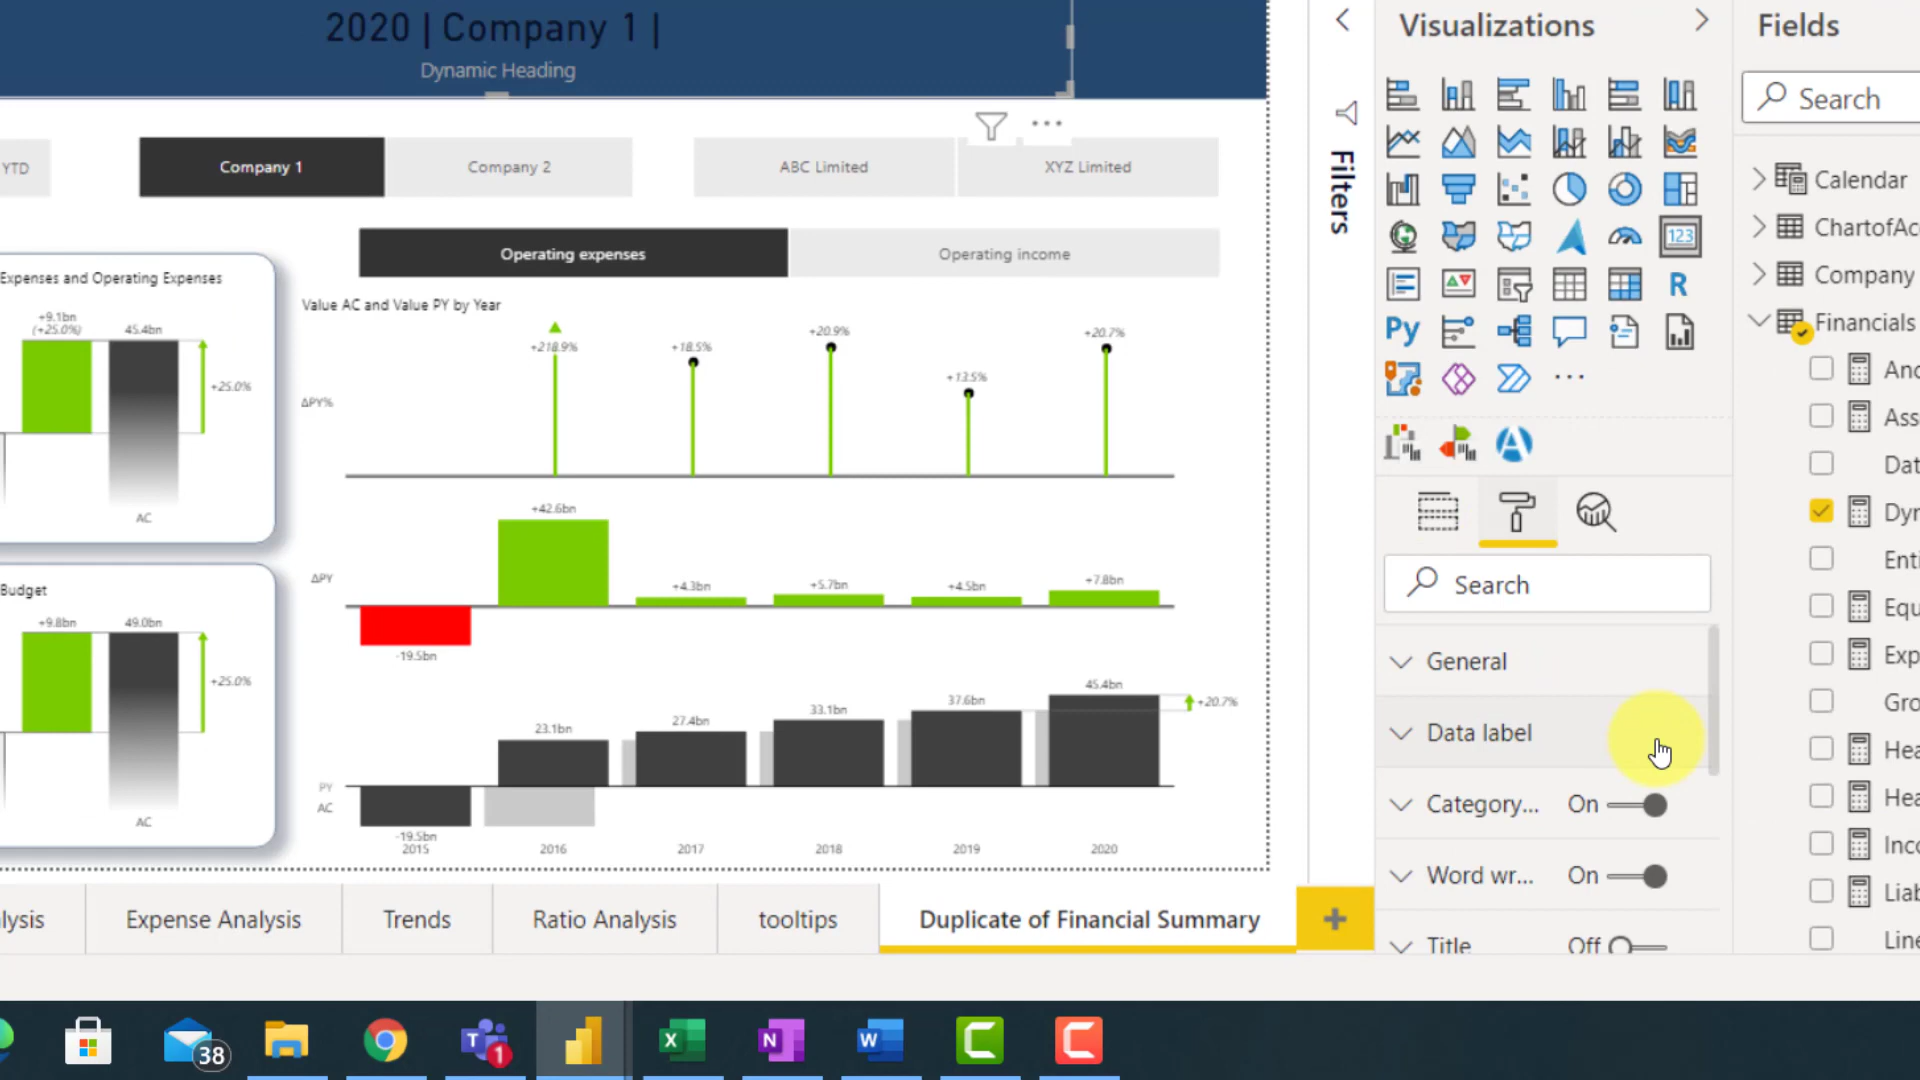 2020 | Company 1 |
Dynamic Heading
YTD
Company 1
Company 2
ABC Limited
XYZ Limited
Operating expenses
Operating income
Expenses and Operating Expenses
+9.1bn
(+25.0%)
45.4bn
+25.0%
AC
Budget
+9.8bn
49.0bn
+25.0%
AC
Value AC and Value PY by Year
ΔPY%
+218.9%
+18.5%
+20.9%
+13.5%
+20.7%
ΔPY
-19.5bn
+42.6bn
+4.3bn
+5.7bn
+4.5bn
+7.8bn
PY
AC
-19.5bn
23.1bn
27.4bn
33.1bn
37.6bn
45.4bn
+20.7%
2015
2016
2017
2018
2019
2020
lysis
Expense Analysis
Trends
Ratio Analysis
tooltips
Duplicate of Financial Summary
+
Filters
Visualizations
123
R
Py
Search
General
Data label
Category... On
Word wr... On
Title Off
Fields
Search
Calendar
ChartofAcc
Company
Financials
Anc
Ass
Dat
Dyn
Enti
Equ
Exp
Gro
Hea
Hea
Inco
Liab
Line
38
T
1
X
N
W
C
C